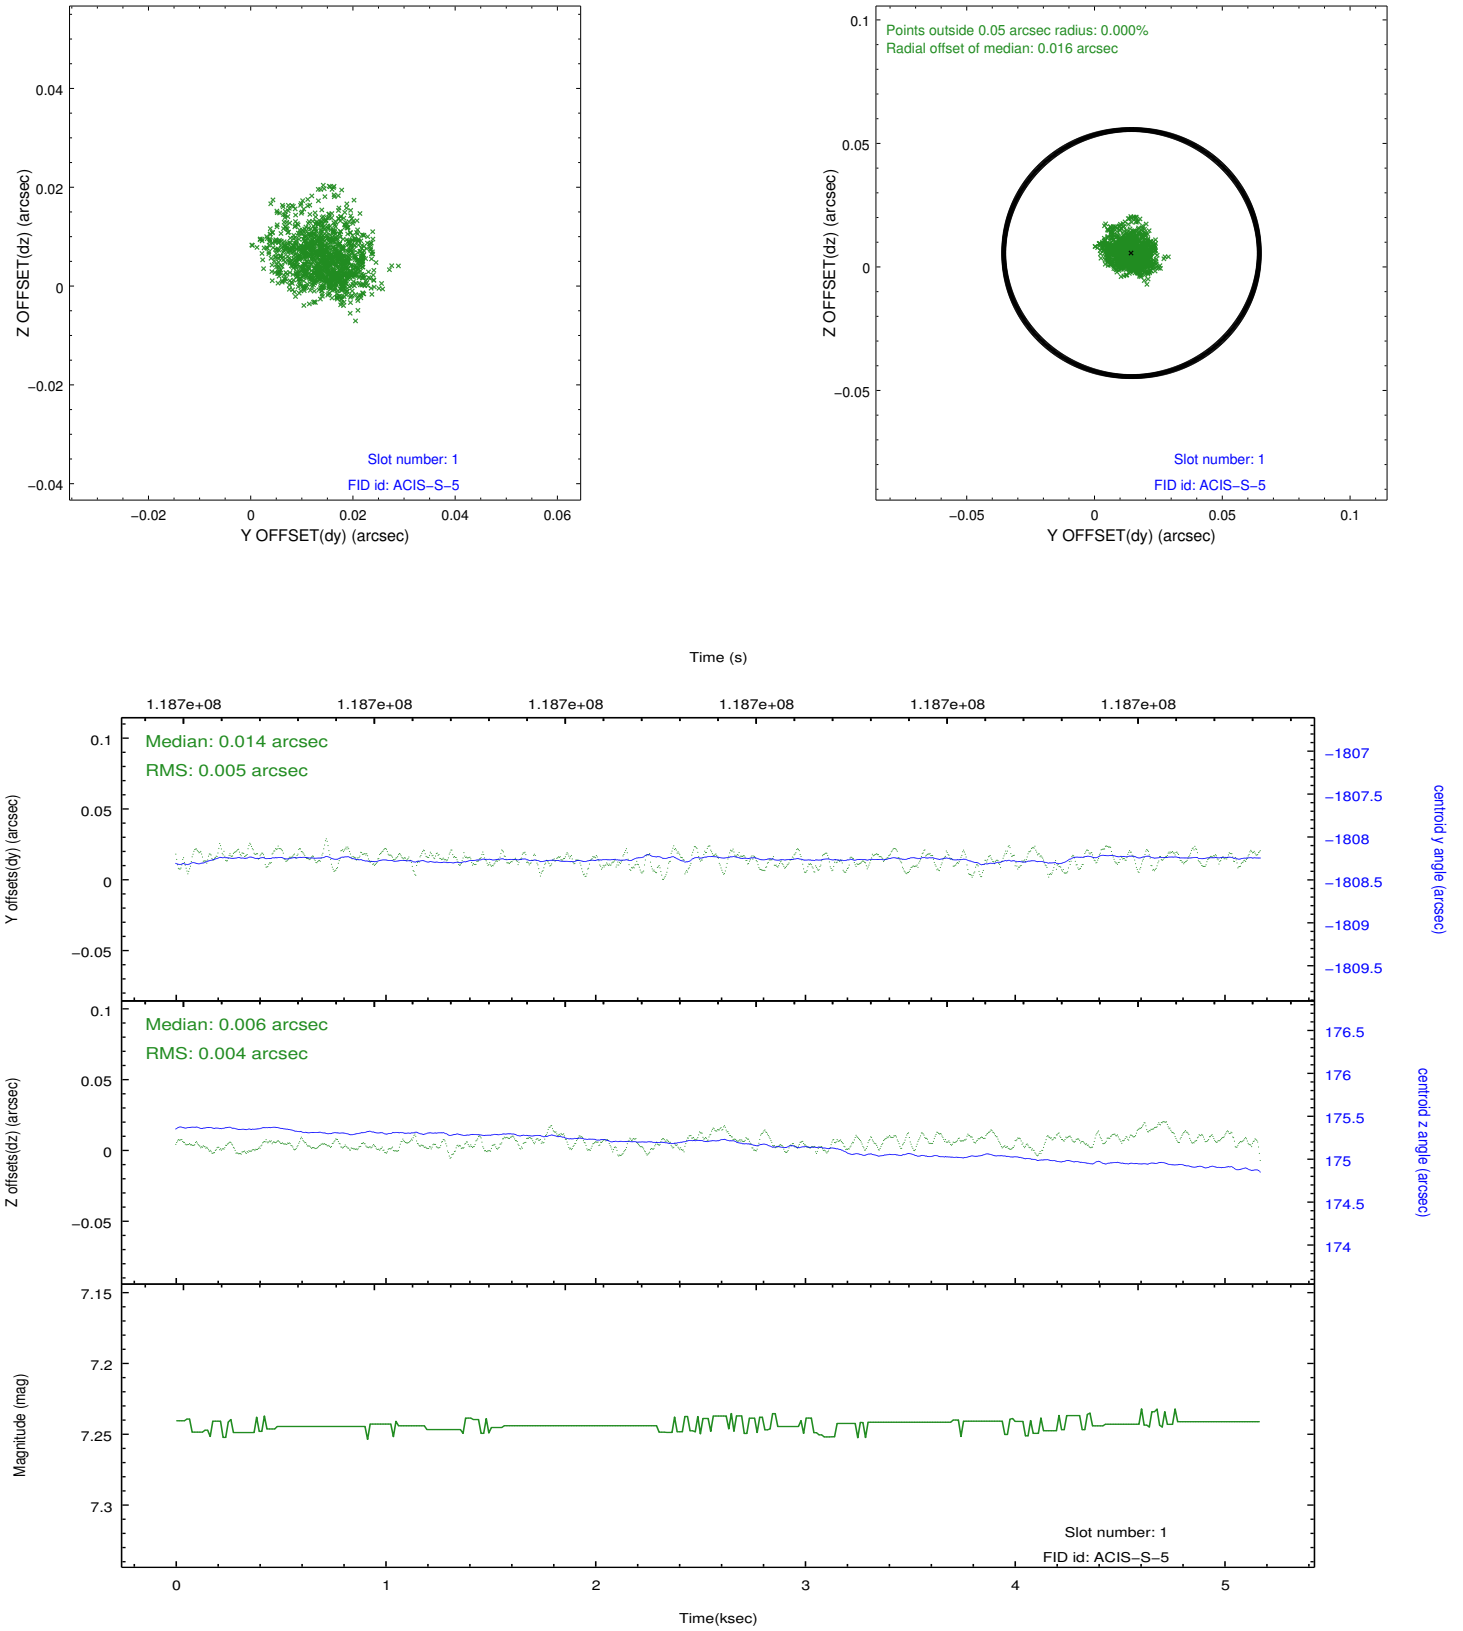 0.04
0.02
0
−0.02
−0.04
Z OFFSET(dz) (arcsec)
Slot number: 1
FID id: ACIS−S−5
−0.02
0
0.02
0.04
0.06
Y OFFSET(dy) (arcsec)
Points outside 0.05 arcsec radius: 0.000%
Radial offset of median: 0.016 arcsec
0.1
0.05
0
−0.05
Z OFFSET(dz) (arcsec)
Slot number: 1
FID id: ACIS−S−5
−0.05
0
0.05
0.1
Y OFFSET(dy) (arcsec)
Time (s)
1.187e+08
1.187e+08
1.187e+08
1.187e+08
1.187e+08
1.187e+08
Median: 0.014 arcsec
RMS: 0.005 arcsec
0.1
0.05
0
−0.05
Y offsets(dy) (arcsec)
−1807
−1807.5
−1808
−1808.5
−1809
−1809.5
centroid y angle (arcsec)
Median: 0.006 arcsec
RMS: 0.004 arcsec
0.1
0.05
0
−0.05
Z offsets(dz) (arcsec)
176.5
176
175.5
175
174.5
174
centroid z angle (arcsec)
7.15
7.2
7.25
7.3
Magnitude (mag)
Slot number: 1
FID id: ACIS−S−5
0
1
2
3
4
5
Time(ksec)